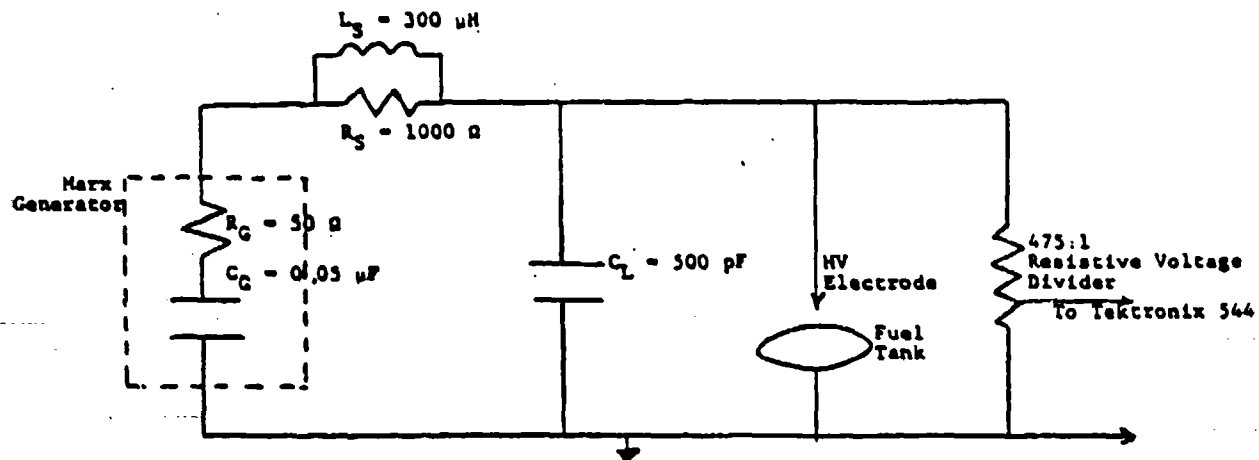 L_S = 300 µH
R_S = 1000 Ω
Marx
Generator
R_G = 50 Ω
C_G = 0.05 µF
C_L = 500 pF
HV
Electrode
Fuel
Tank
475:1
Resistive Voltage
Divider
To Tektronix 544